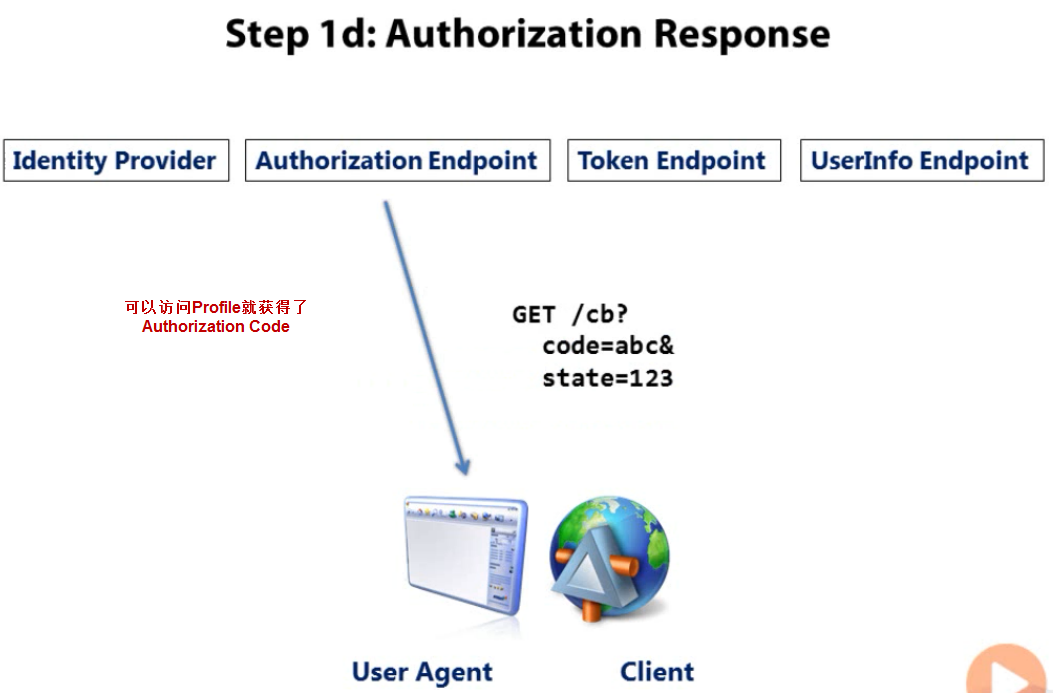 Step 1d: Authorization Response
Identity Provider
Authorization Endpoint
Token Endpoint
UserInfo Endpoint
可以访问Profile就获得了
Authorization Code
GET /cb?
code=abc&
state=123
User Agent
Client